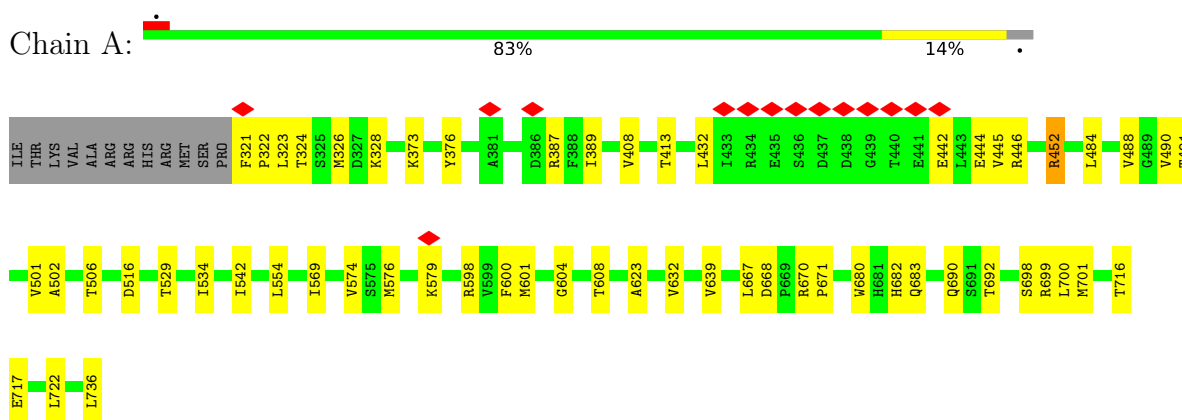 Chain A:
83% 14%
ILE THR LYS VAL ALA ARG ARG HIS ARG MET SER PRO F321 P322 L323 T324 S325 M326 D327 K328 K373 Y376 A381 D386 R387 F388 I389 V408 T413 L432 I433 R434 E435 S436 D437 D438 G439 T440 E441 E442 L443 E444 V445 R446 R452 L484 V488 G489 V490 T491
V501 A502 T506 D516 T529 I534 I542 L554 I569 V574 S575 M576 K579 R598 V599 F600 M601 G604 T608 A623 V632 V639 L667 D668 P669 R670 P671 W680 H681 H682 Q683 Q690 S691 T692 S698 R699 L700 M701 T716
E717 L722 L736